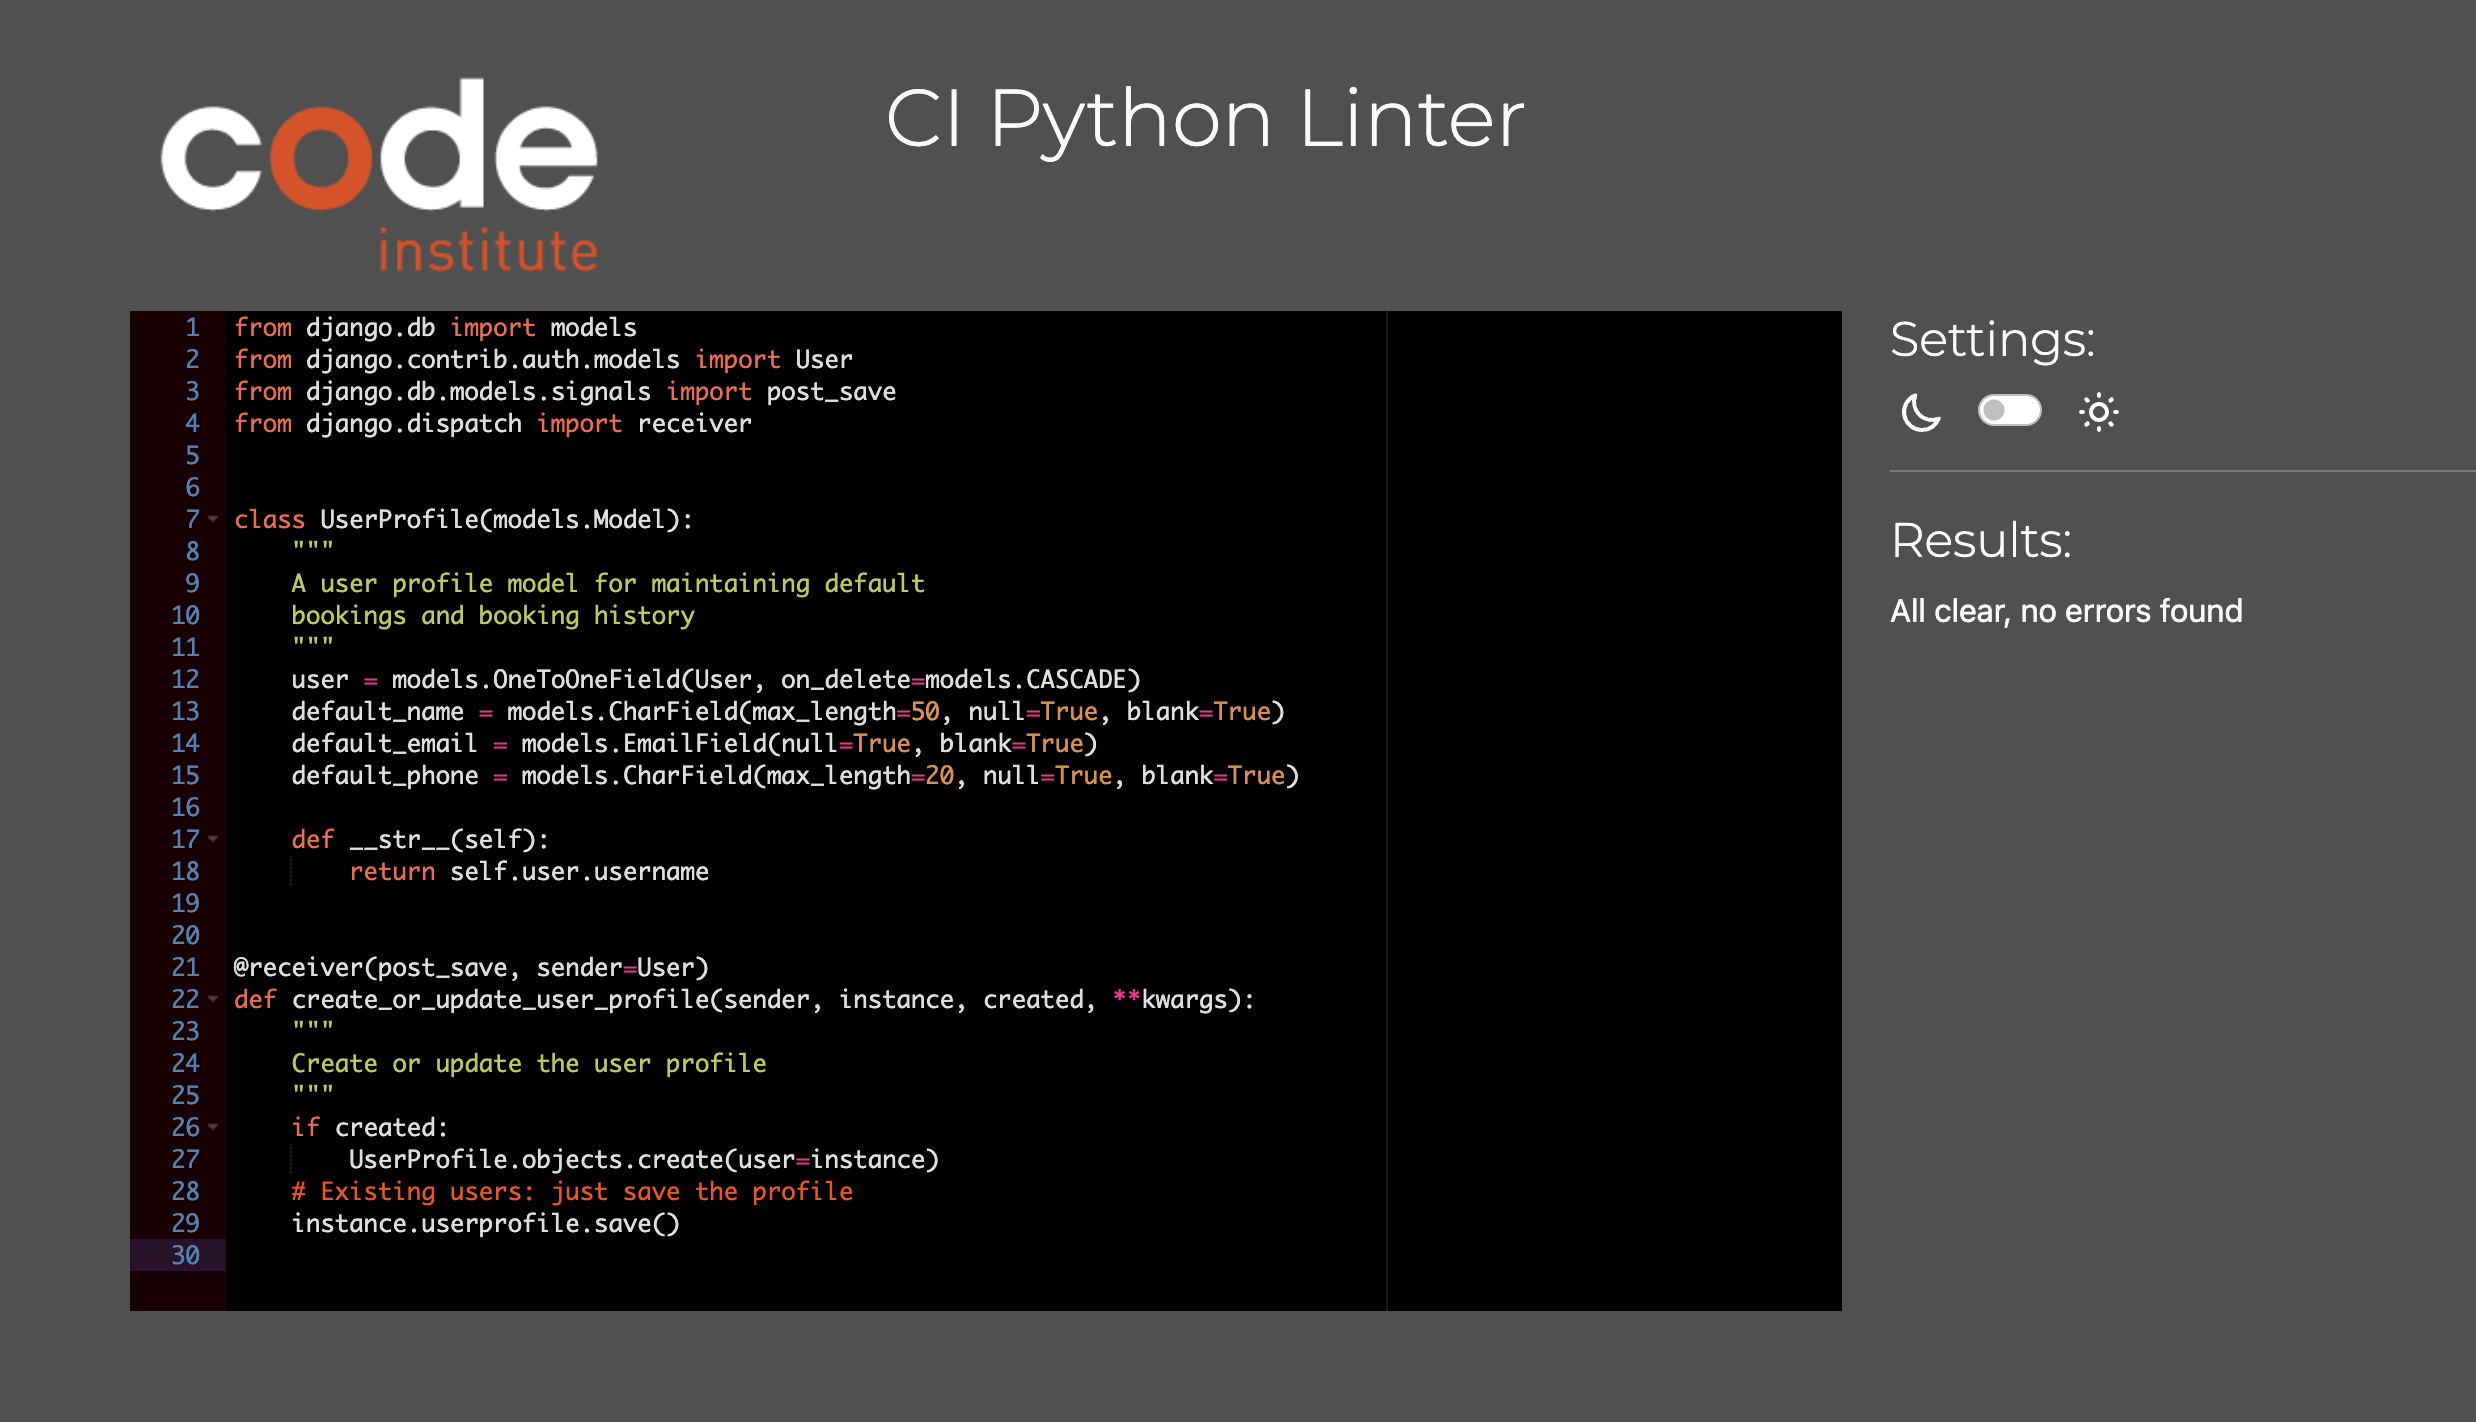 code
institute
CI Python Linter
1 from django.db import models
2 from django.contrib.auth.models import User
3 from django.db.models.signals import post_save
4 from django.dispatch import receiver
5
6
7 class UserProfile(models.Model):
8     """
9     A user profile model for maintaining default
10     bookings and booking history
11     """
12     user = models.OneToOneField(User, on_delete=models.CASCADE)
13     default_name = models.CharField(max_length=50, null=True, blank=True)
14     default_email = models.EmailField(null=True, blank=True)
15     default_phone = models.CharField(max_length=20, null=True, blank=True)
16
17     def __str__(self):
18         return self.user.username
19
20
21 @receiver(post_save, sender=User)
22 def create_or_update_user_profile(sender, instance, created, **kwargs):
23     """
24     Create or update the user profile
25     """
26     if created:
27         UserProfile.objects.create(user=instance)
28     # Existing users: just save the profile
29     instance.userprofile.save()
30
Settings:
Results:
All clear, no errors found